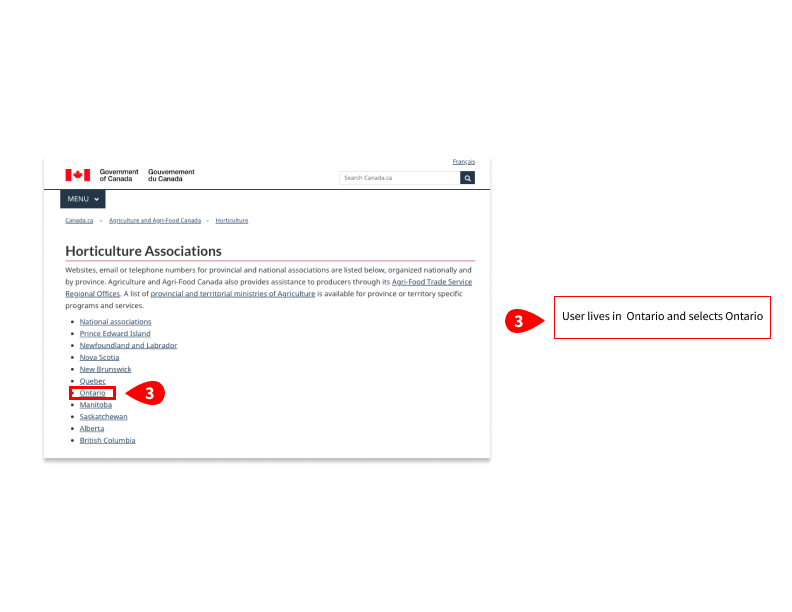 Français
Government of Canada
Gouvernement du Canada
Search Canada.ca
MENU
Canada.ca
Agriculture and Agri-Food Canada
Horticulture
Horticulture Associations
Websites, email or telephone numbers for provincial and national associations are listed below, organized nationally and
by province. Agriculture and Agri-Food Canada also provides assistance to producers through its Agri-Food Trade Service
Regional Offices. A list of provincial and territorial ministries of Agriculture is available for province or territory specific
programs and services.
National associations
Prince Edward Island
Newfoundland and Labrador
Nova Scotia
New Brunswick
Quebec
Ontario
3
Manitoba
Saskatchewan
Alberta
British Columbia
3
User lives in Ontario and selects Ontario